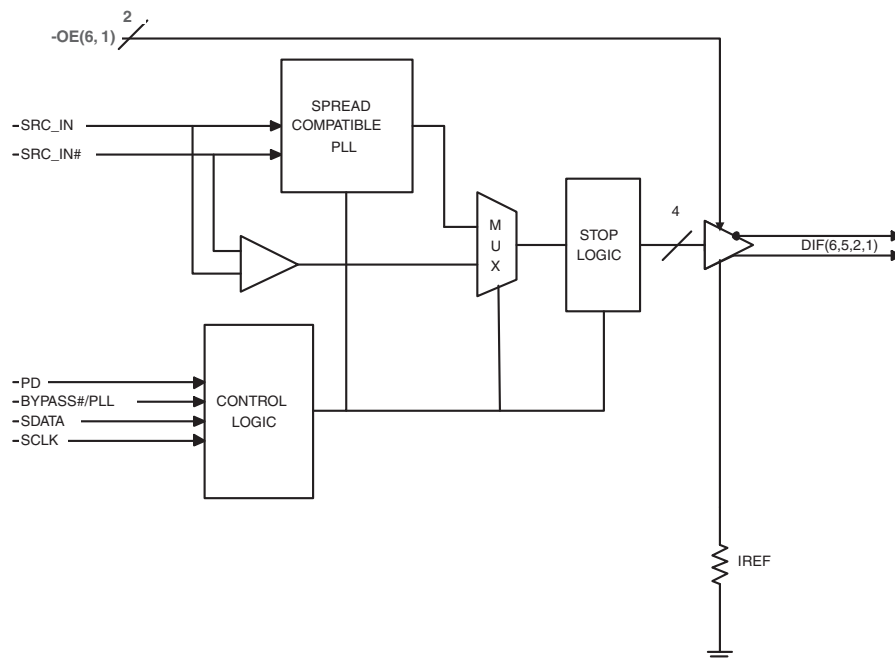 2
-OE(6, 1)
SPREAD
COMPATIBLE
PLL
-SRC_IN
-SRC_IN#
M
U
X
STOP
LOGIC
4
DIF(6,5,2,1)
-PD
-BYPASS#/PLL
-SDATA
-SCLK
CONTROL
LOGIC
IREF